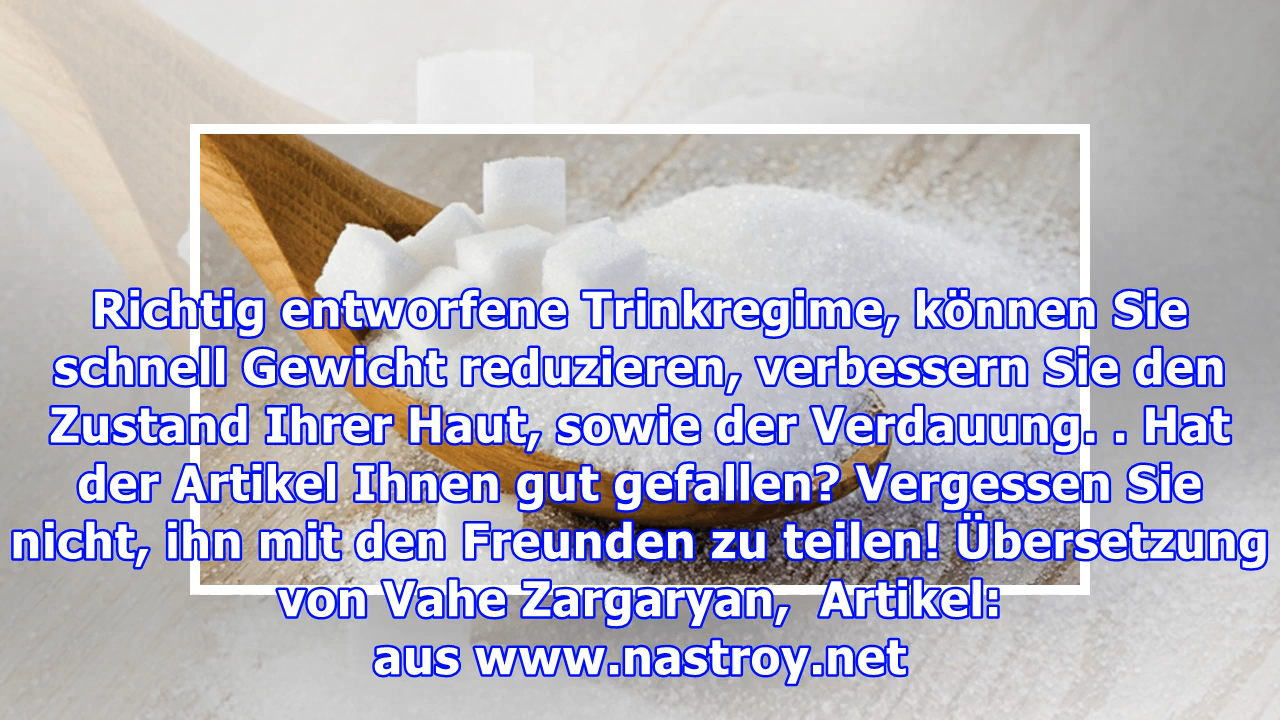 Richtig entworfene Trinkregime, können Sie
schnell Gewicht reduzieren, verbessern Sie den
Zustand Ihrer Haut, sowie der Verdauung. . Hat
der Artikel Ihnen gut gefallen? Vergessen Sie
nicht, ihn mit den Freunden zu teilen! Übersetzung
von Vahe Zargaryan,  Artikel:
aus www.nastroy.net